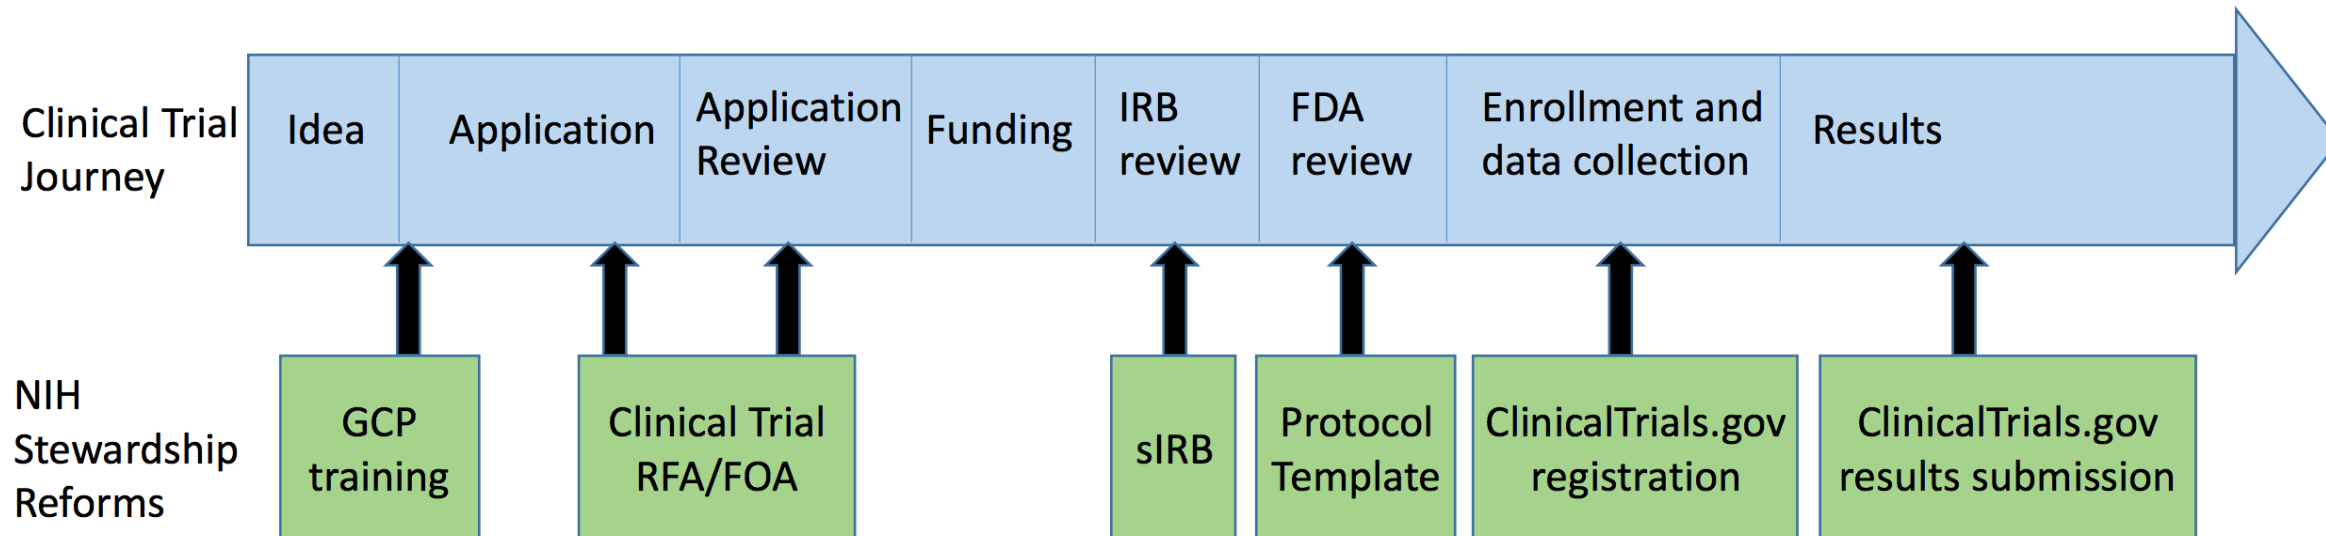 Clinical Trial
Journey
Idea
Application
Application
Review
Funding
IRB
review
FDA
review
Enrollment and
data collection
Results
NIH
Stewardship
Reforms
GCP
training
Clinical Trial
RFA/FOA
sIRB
Protocol
Template
ClinicalTrials.gov
registration
ClinicalTrials.gov
results submission